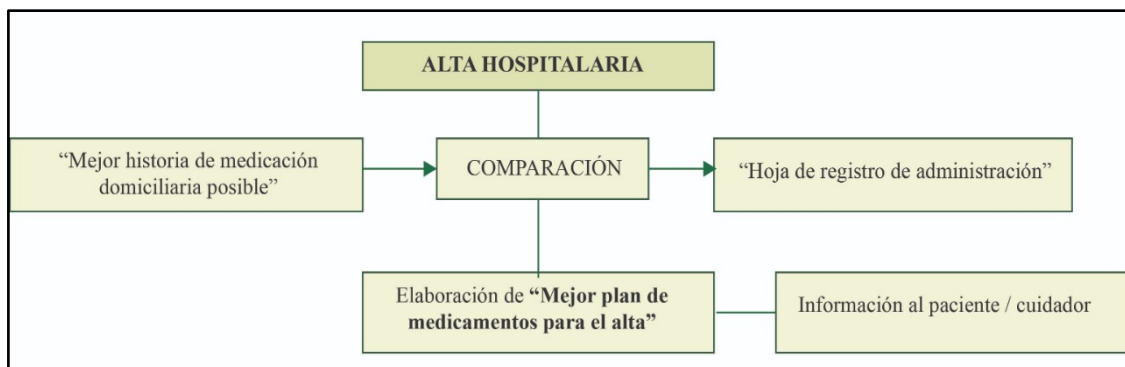 ALTA HOSPITALARIA
“Mejor historia de medicación
domiciliaria posible”
COMPARACIÓN
“Hoja de registro de administración”
Elaboración de “Mejor plan de
medicamentos para el alta”
Información al paciente / cuidador